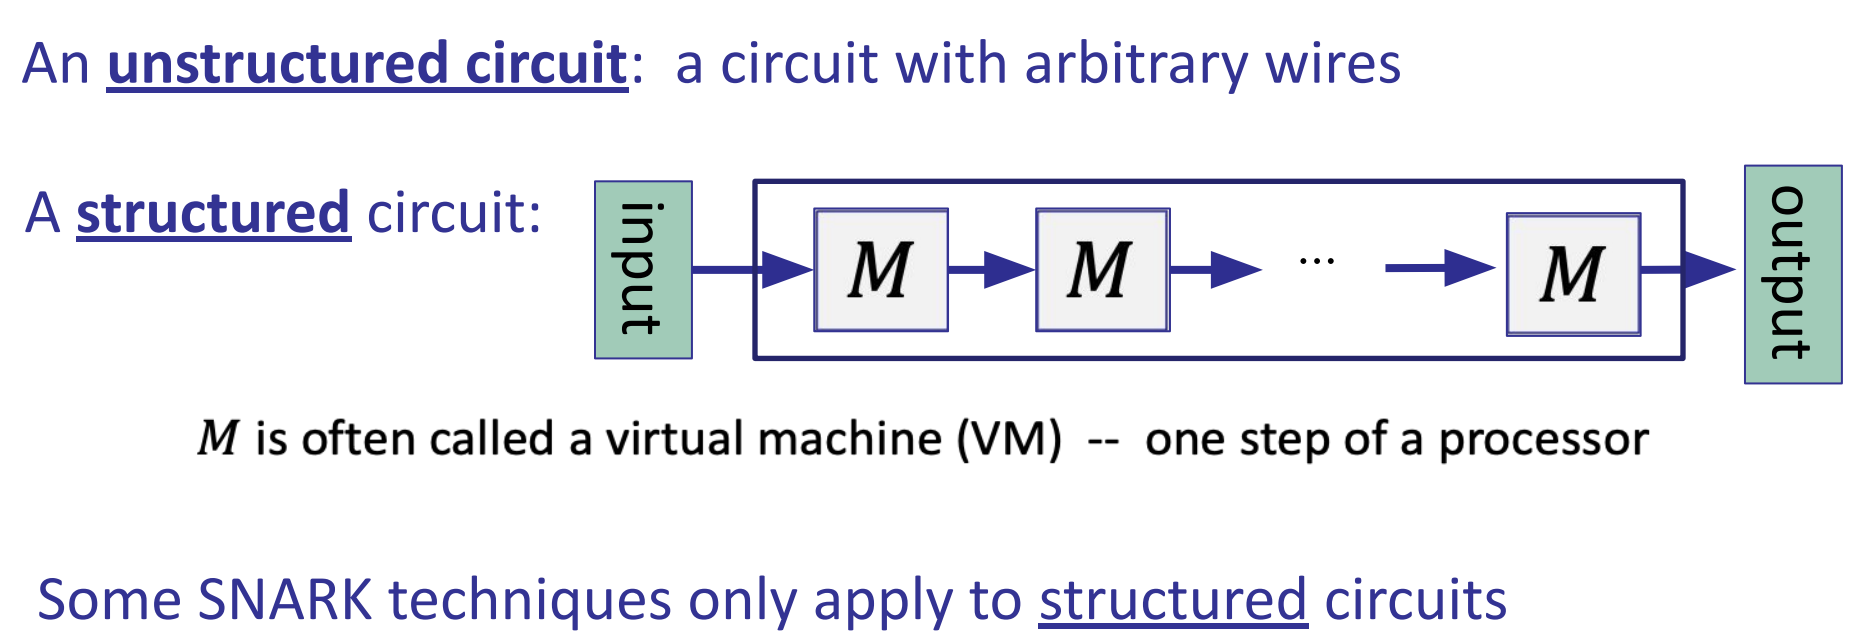 An unstructured circuit: a circuit with arbitrary wires
A structured circuit:
input
M
M
...
M
output
M is often called a virtual machine (VM) -- one step of a processor
Some SNARK techniques only apply to structured circuits